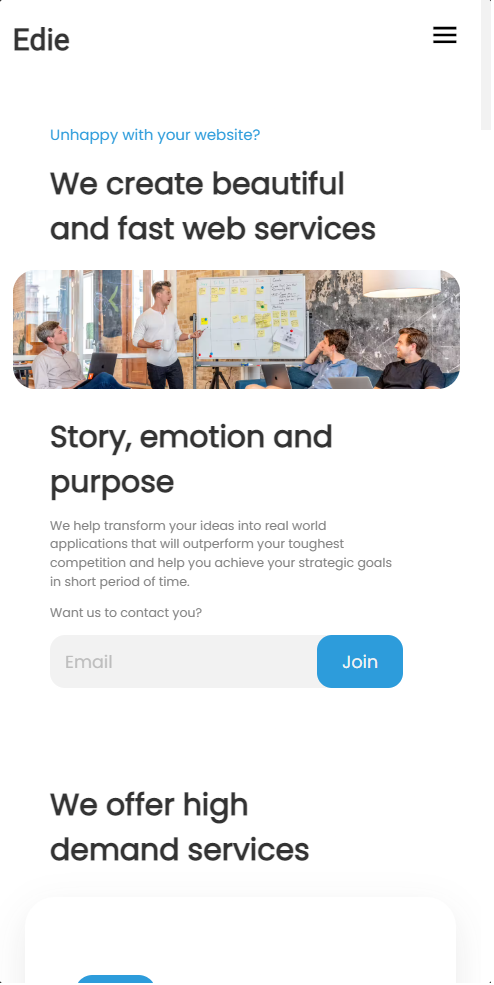 Edie
Unhappy with your website?
We create beautiful
and fast web services
Story, emotion and
purpose
We help transform your ideas into real world
applications that will outperform your toughest
competition and help you achieve your strategic goals
in short period of time.
Want us to contact you?
Email
Join
We offer high
demand services